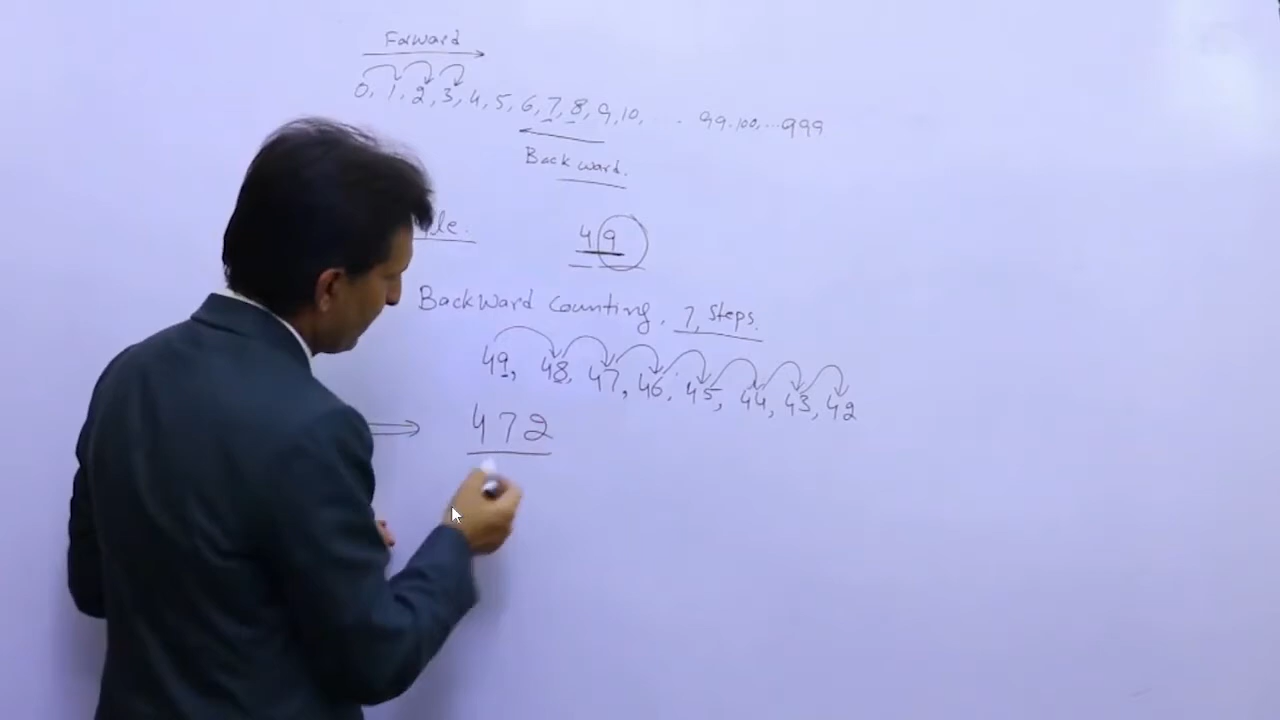 Forward
0, 1, 2, 3, 4, 5, 6, 7, 8, 9, 10, .. . 99. 100, ... 999
Backward.
49
Backward Counting, 7, Steps.
49, 48, 47, 46, 45, 44, 43, 42
472